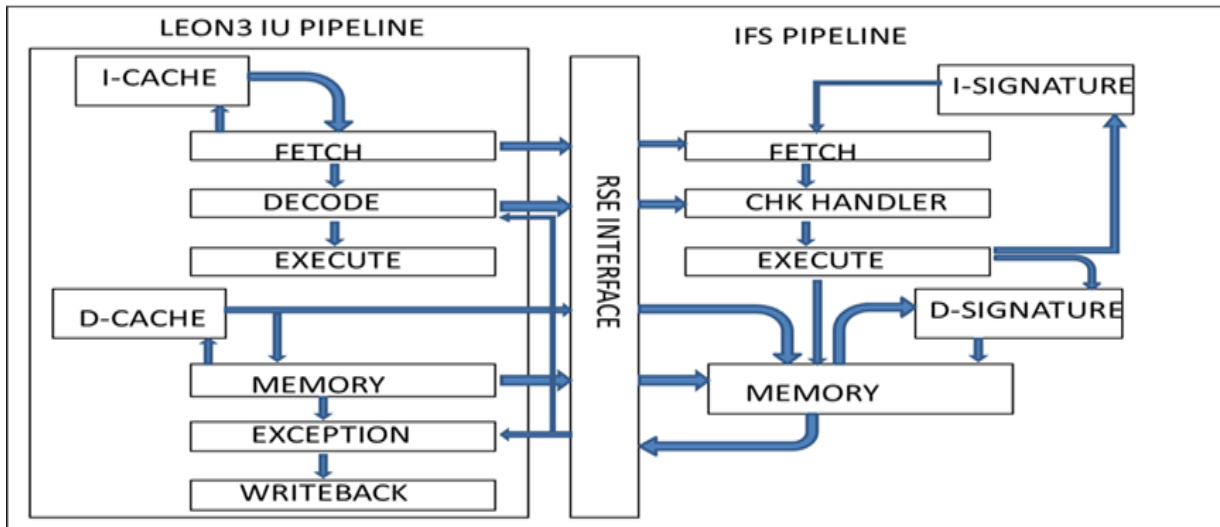 LEON3 IU PIPELINE
IFS PIPELINE
I-CACHE
I-SIGNATURE
FETCH
FETCH
DECODE
CHK HANDLER
EXECUTE
EXECUTE
RSE INTERFACE
D-CACHE
D-SIGNATURE
MEMORY
MEMORY
EXCEPTION
WRITEBACK